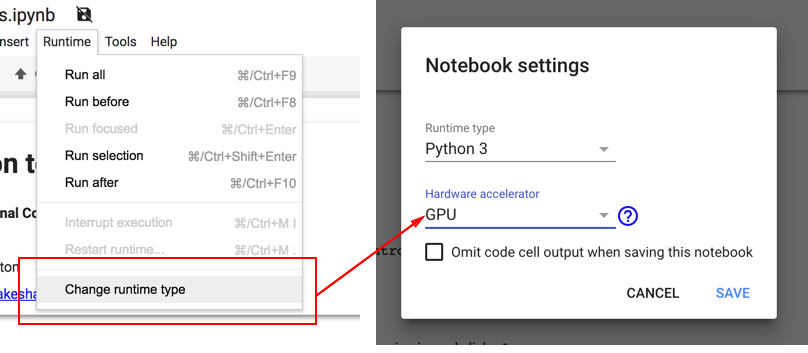 s.ipynb
nsert Runtime Tools Help
Run all ⌘/Ctrl+F9
Run before ⌘/Ctrl+F8
Run focused ⌘/Ctrl+Enter
Run selection ⌘/Ctrl+Shift+Enter
Run after ⌘/Ctrl+F10
Interrupt execution ⌘/Ctrl+M I
Restart runtime... ⌘/Ctrl+M .
Change runtime type
on t
nal Co
ton
akesha
Notebook settings
Runtime type
Python 3
Hardware accelerator
GPU
?
Omit code cell output when saving this notebook
CANCEL SAVE
ntro